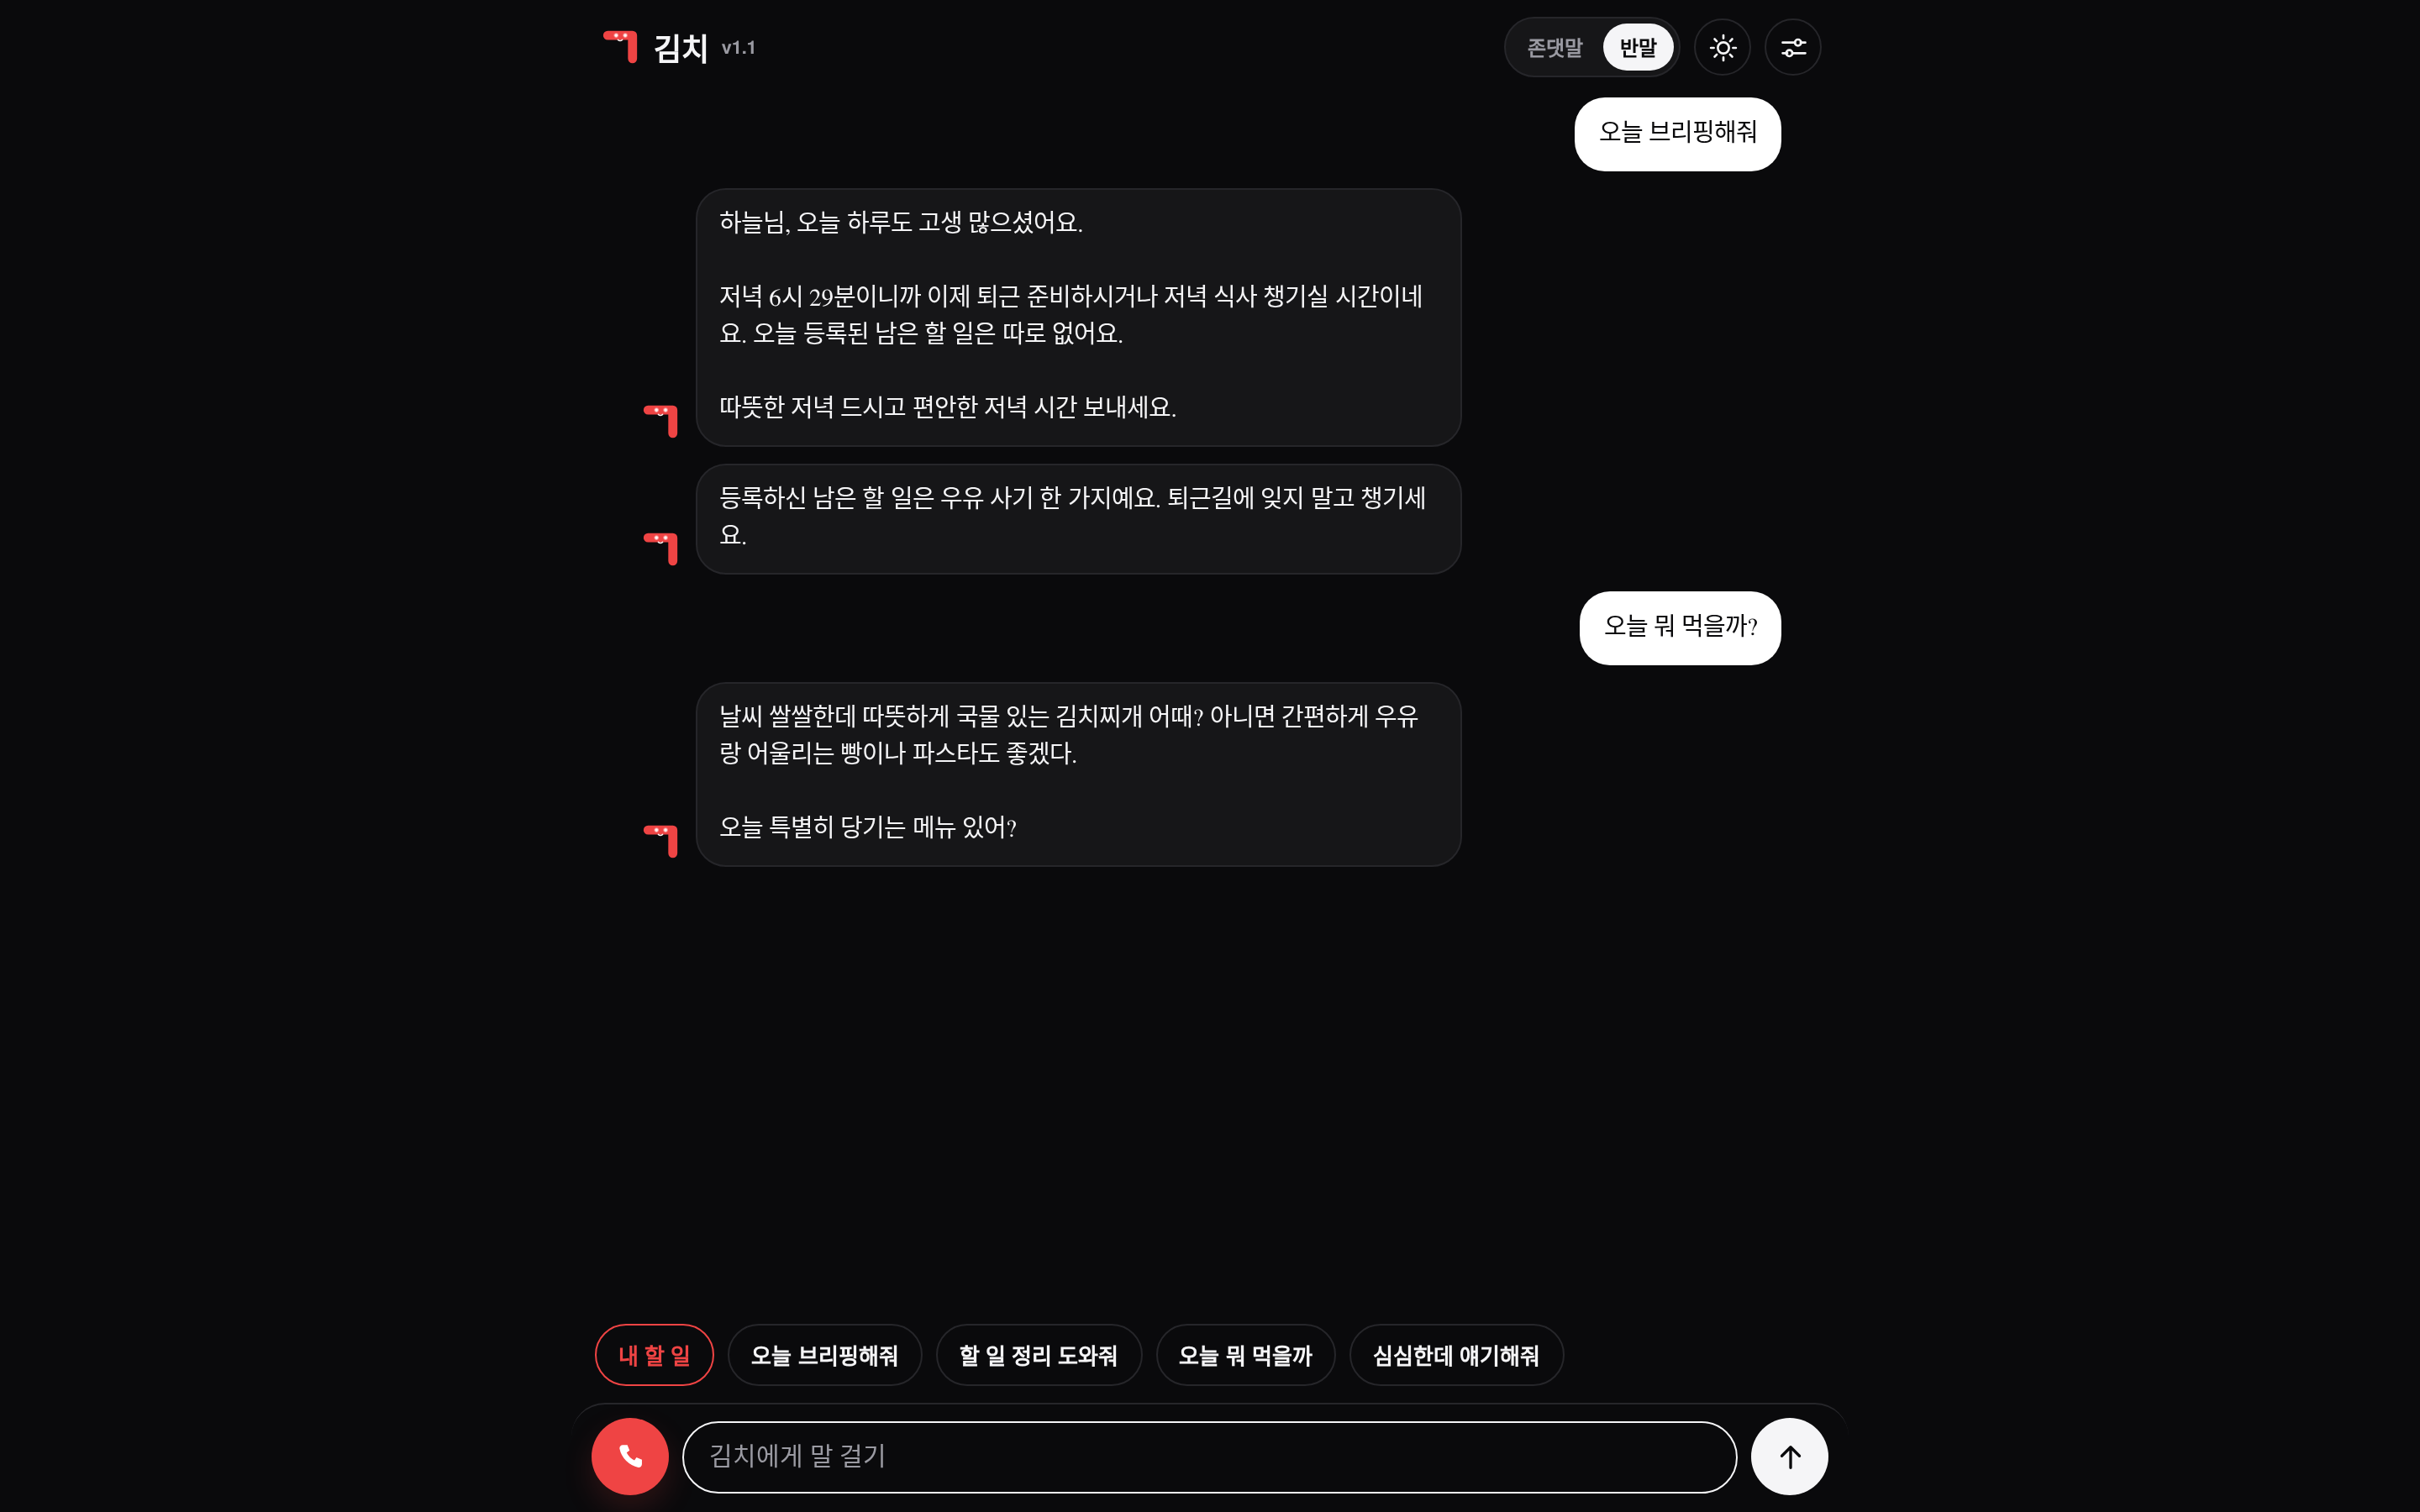 김치 v1.1
존댓말 반말
오늘 브리핑해줘
하늘님, 오늘 하루도 고생 많으셨어요.
저녁 6시 29분이니까 이제 퇴근 준비하시거나 저녁 식사 챙기실 시간이네
요. 오늘 등록된 남은 할 일은 따로 없어요.
따뜻한 저녁 드시고 편안한 저녁 시간 보내세요.
등록하신 남은 할 일은 우유 사기 한 가지예요. 퇴근길에 잊지 말고 챙기세
요.
오늘 뭐 먹을까?
날씨 쌀쌀한데 따뜻하게 국물 있는 김치찌개 어때? 아니면 간편하게 우유
랑 어울리는 빵이나 파스타도 좋겠다.
오늘 특별히 당기는 메뉴 있어?
내 할 일 오늘 브리핑해줘 할 일 정리 도와줘 오늘 뭐 먹을까 심심한데 얘기해줘
김치에게 말 걸기